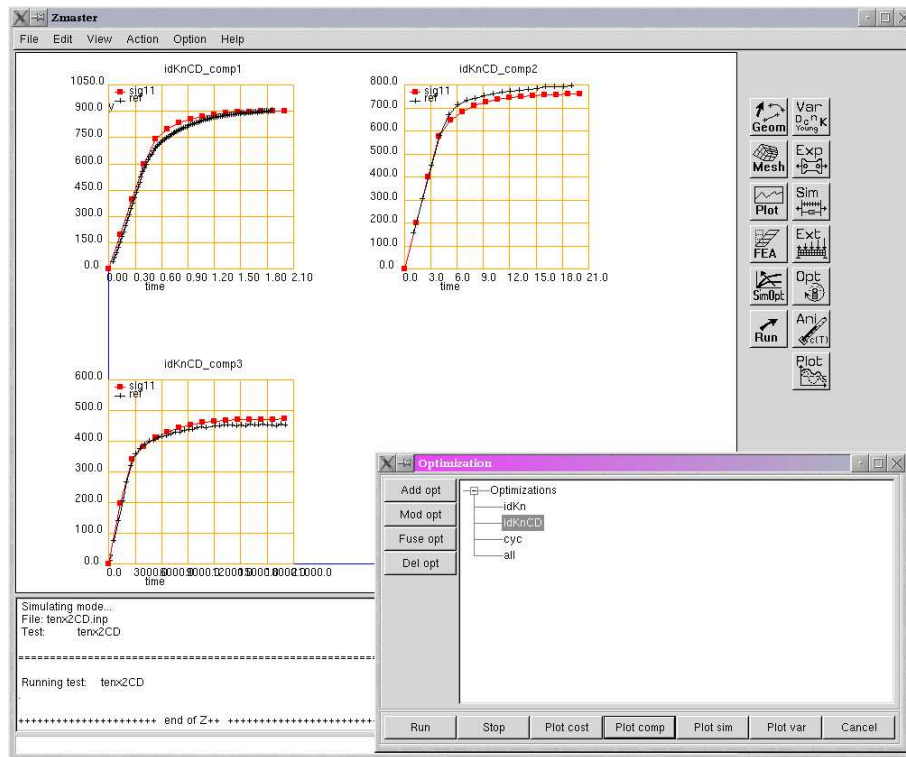 Zmaster
File Edit View Action Option Help
idKnCD_comp1
1050.0
900.0
750.0
600.0
450.0
300.0
150.0
0.0
sig11
ref
0.00 0.30 0.60 0.90 1.20 1.50 1.80 2.10
time
idKnCD_comp2
800.0
700.0
600.0
500.0
400.0
300.0
200.0
100.0
0.0
sig11
ref
0.0 3.0 6.0 9.0 12.0 15.0 18.0 21.0
time
idKnCD_comp3
600.0
500.0
400.0
300.0
200.0
100.0
0.0
sig11
ref
time
Geom
Var
Young
K
Mesh
Exp
Plot
Sim
FEA
Ext
SimOpt
Opt
Run
Ani
c(T)
Plot
Simulating mode...
File: tenx2CD.inp
Test: tenx2CD
Running test: tenx2CD
.
++++++++++++++++++++++ end of Z++ ++++++++++++++++++++++++
Optimization
Add opt
Mod opt
Fuse opt
Del opt
Optimizations
idKn
idKnCD
cyc
all
Run Stop Plot cost Plot comp Plot sim Plot var Cancel